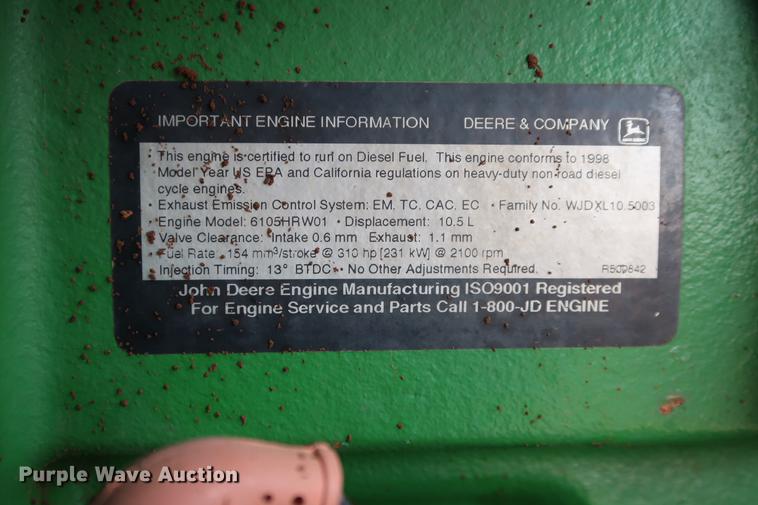 IMPORTANT ENGINE INFORMATION DEERE & COMPANY
• This engine is certified to run on Diesel Fuel. This engine conforms to 1998
Model Year US EPA and California regulations on heavy-duty non-road diesel
cycle engines.
• Exhaust Emission Control System: EM, TC, CAC, EC • Family No. WJDXL10.5003
• Engine Model: 6105HRW01 • Displacement: 10.5 L
• Valve Clearance: Intake 0.6 mm Exhaust: 1.1 mm
• Fuel Rate: 154 mm³/stroke @ 310 hp [231 kW] @ 2100 rpm
• Injection Timing: 13° BTDC • No Other Adjustments Required. R500642
John Deere Engine Manufacturing ISO9001 Registered
For Engine Service and Parts Call 1-800-JD ENGINE
Purple Wave Auction